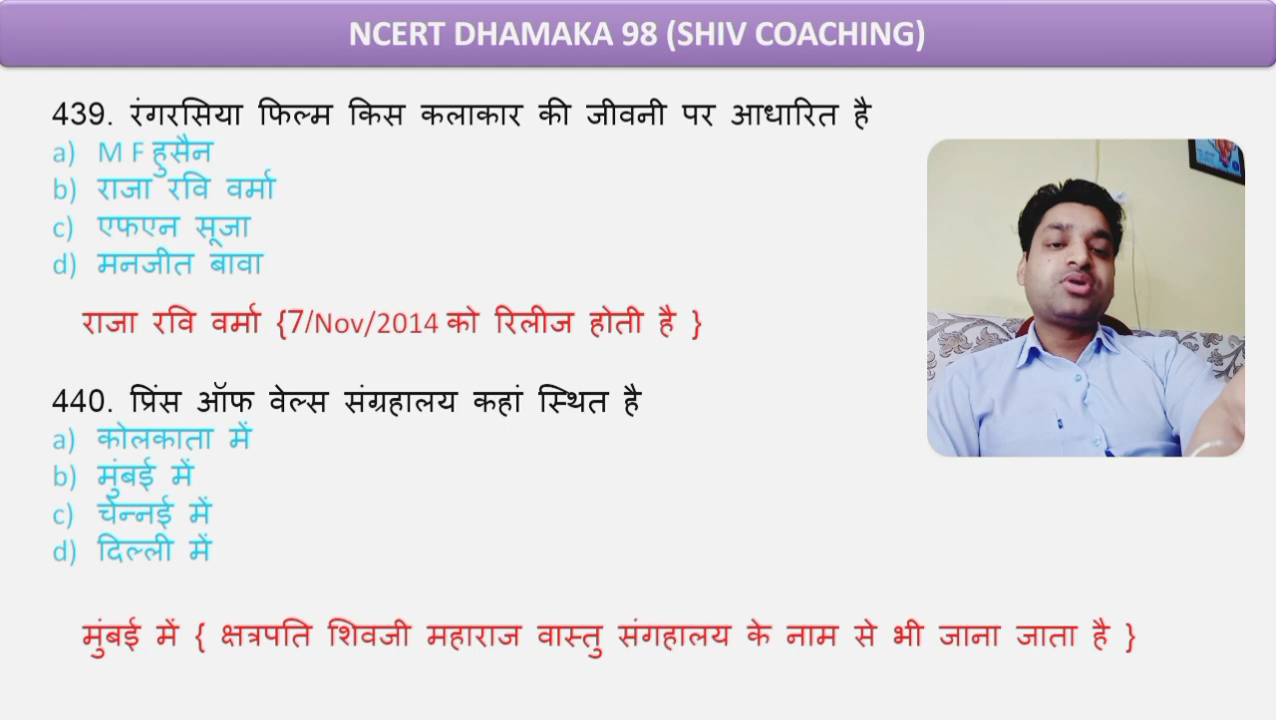 NCERT DHAMAKA 98 (SHIV COACHING)
439. रंगरसिया फिल्म किस कलाकार की जीवनी पर आधारित है
a) M F हुसैन
b) राजा रवि वर्मा
c) एफएन सूजा
d) मनजीत बावा
राजा रवि वर्मा {7/Nov/2014 को रिलीज होती है }
440. प्रिंस ऑफ वेल्स संग्रहालय कहां स्थित है
a) कोलकाता में
b) मुंबई में
c) चेन्नई में
d) दिल्ली में
मुंबई में { क्षत्रपति शिवजी महाराज वास्तु संगहालय के नाम से भी जाना जाता है }